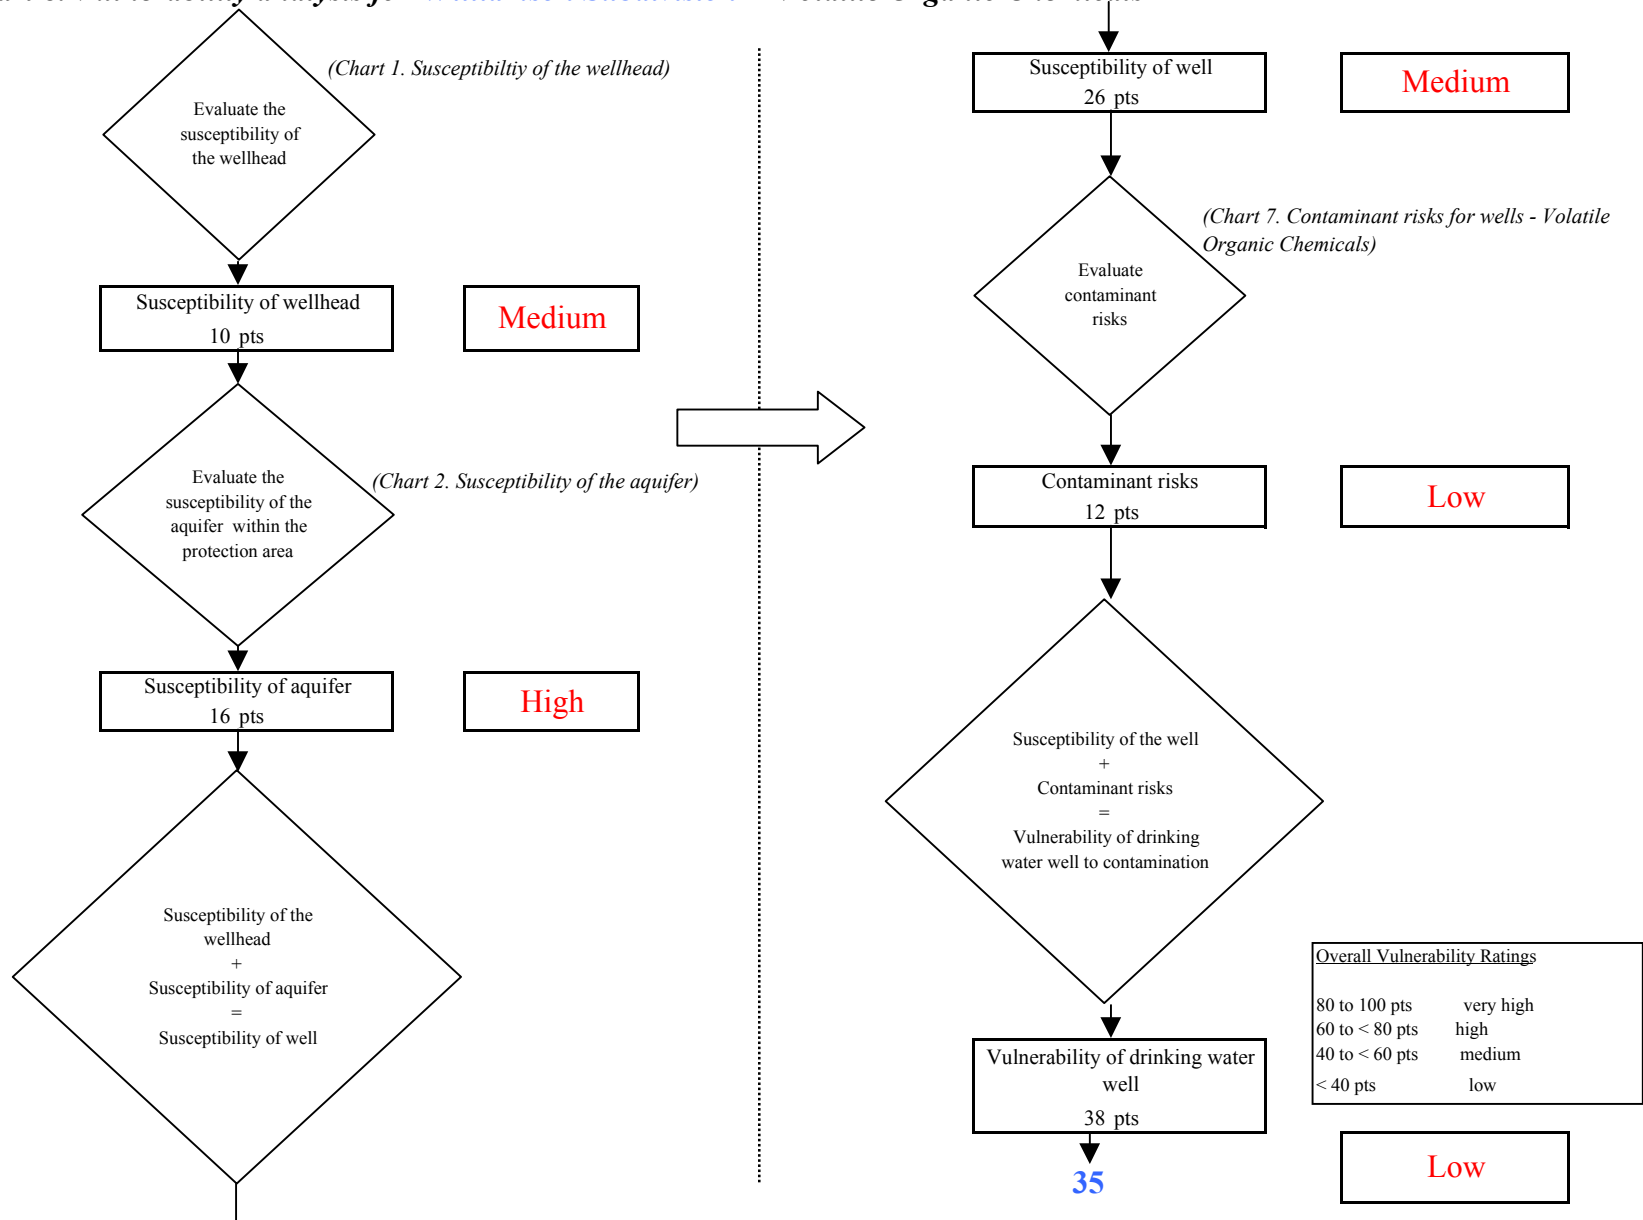 (Chart 1. Susceptibiltiy of the wellhead)
Evaluate the
susceptibility of
the wellhead
Susceptibility of wellhead
10 pts
Medium
Evaluate the
susceptibility of the
aquifer within the
protection area
(Chart 2. Susceptibility of the aquifer)
Susceptibility of aquifer
16 pts
High
Susceptibility of the
wellhead
+
Susceptibility of aquifer
=
Susceptibility of well
Susceptibility of well
26 pts
Medium
(Chart 7. Contaminant risks for wells - Volatile
Organic Chemicals)
Evaluate
contaminant
risks
Contaminant risks
12 pts
Low
Susceptibility of the well
+
Contaminant risks
=
Vulnerability of drinking
water well to contamination
Overall Vulnerability Ratings
80 to 100 pts very high
60 to < 80 pts high
40 to < 60 pts medium
< 40 pts low
Vulnerability of drinking water
well
38 pts
35
Low